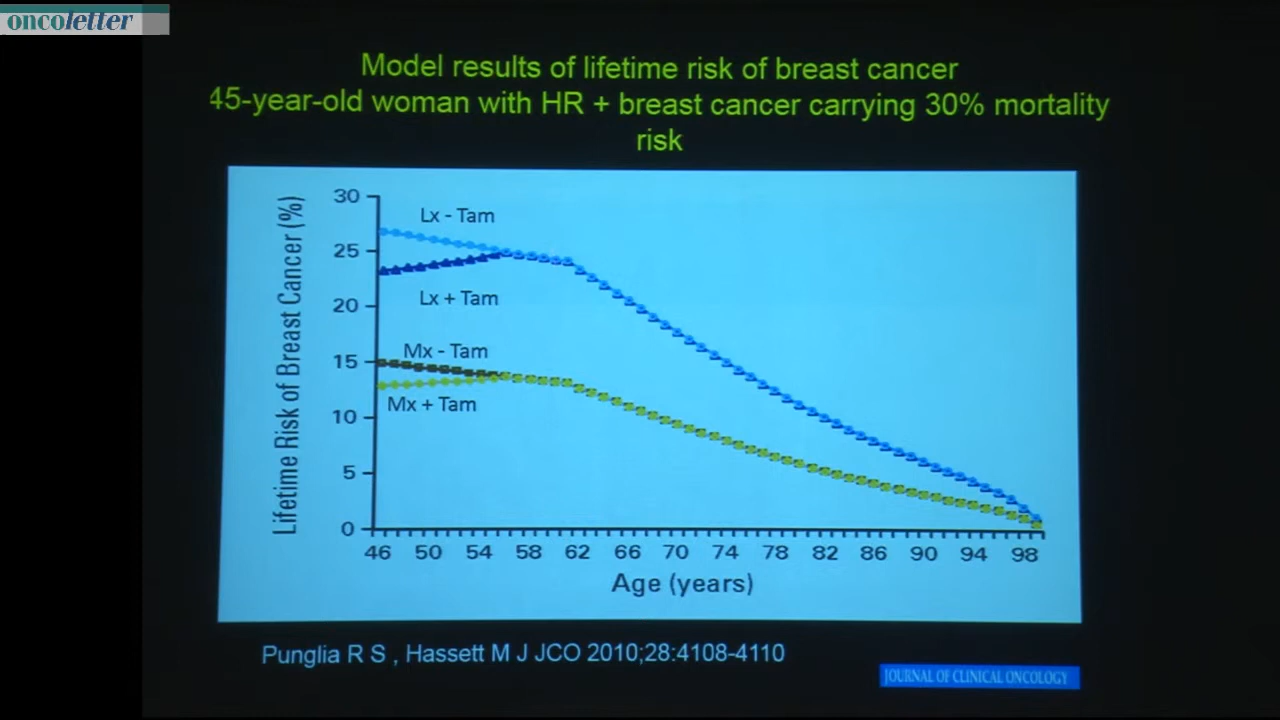 oncoletter
Model results of lifetime risk of breast cancer
45-year-old woman with HR + breast cancer carrying 30% mortality
risk
Lifetime Risk of Breast Cancer (%)
30
25
20
15
10
5
0
Lx - Tam
Lx + Tam
Mx - Tam
Mx + Tam
46 50 54 58 62 66 70 74 78 82 86 90 94 98
Age (years)
Punglia R S , Hassett M J JCO 2010;28:4108-4110
JOURNAL OF CLINICAL ONCOLOGY